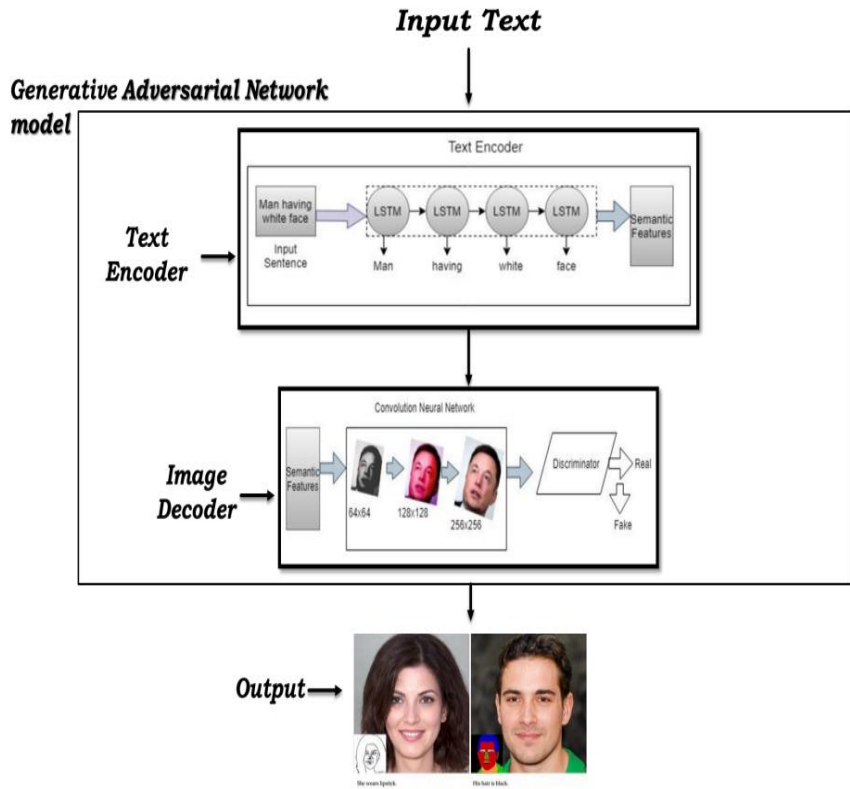 Input Text
Generative Adversarial Network
model
Text Encoder
Man having
white face
Input
Sentence
LSTM
LSTM
LSTM
LSTM
Man
having
white
face
Semantic
Features
Text
Encoder
Convolution Neural Network
Semantic
Features
64x64
128x128
256x256
Discriminator
Real
Fake
Image
Decoder
Output
She wears lipstick.
His hair is black.